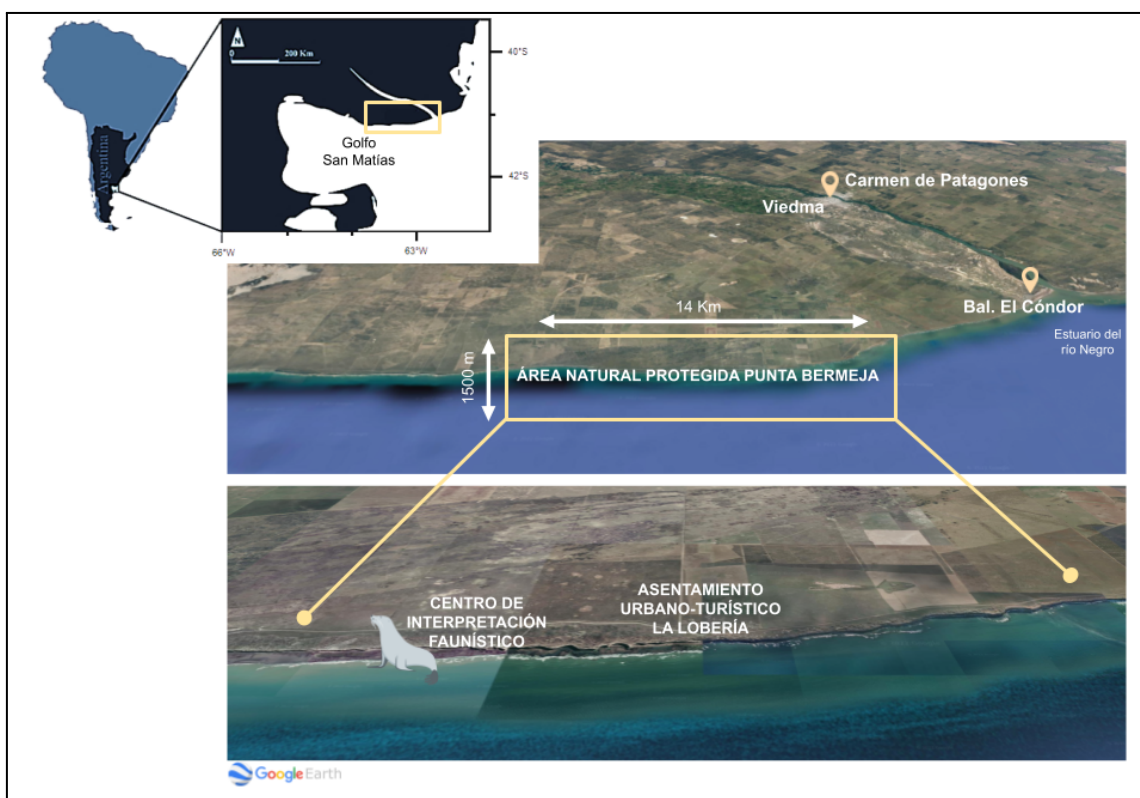 Argentina
N
0
200 Km
40°S
42°S
66°W
63°W
Golfo
San Matías
Carmen de Patagones
Viedma
Bal. El Cóndor
Estuario del
río Negro
14 Km
1500 m
ÁREA NATURAL PROTEGIDA PUNTA BERMEJA
CENTRO DE
INTERPRETACIÓN
FAUNÍSTICO
ASENTAMIENTO
URBANO-TURÍSTICO
LA LOBERÍA
Google Earth